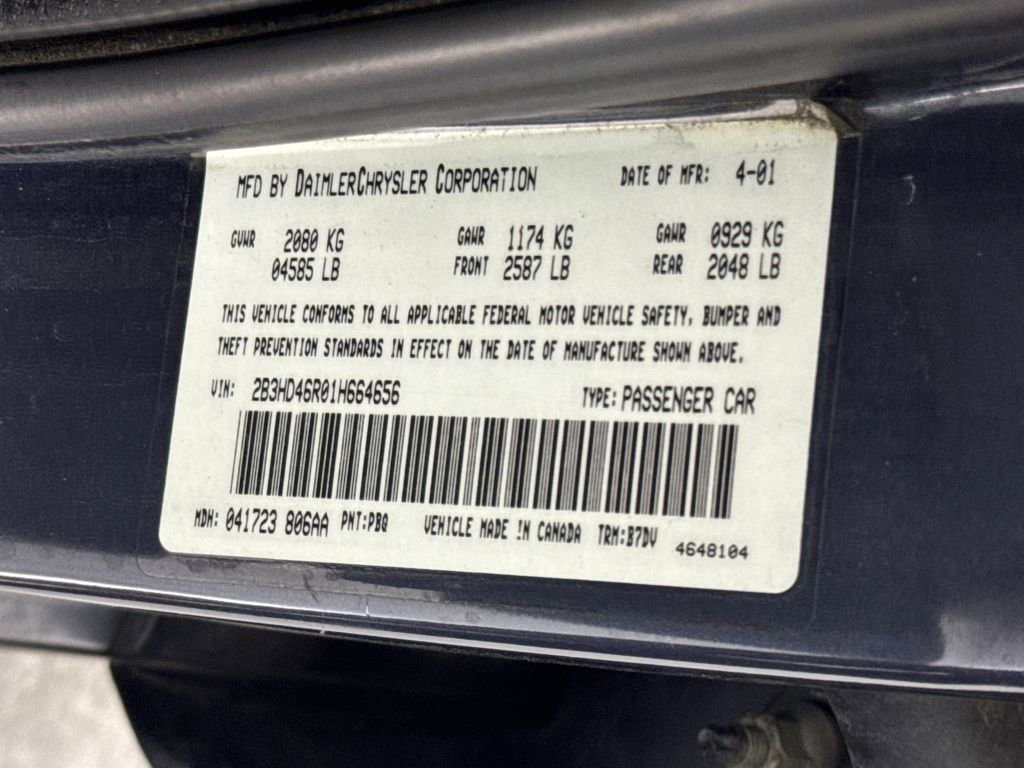 MFD BY DAIMLERCHRYSLER CORPORATION DATE OF MFR: 4-01
GVWR 2080 KG GAWR 1174 KG GAWR 0929 KG
04585 LB FRONT 2587 LB REAR 2048 LB
THIS VEHICLE CONFORMS TO ALL APPLICABLE FEDERAL MOTOR VEHICLE SAFETY, BUMPER AND
THEFT PREVENTION STANDARDS IN EFFECT ON THE DATE OF MANUFACTURE SHOWN ABOVE.
VIN: 2B3HD46R01H664656 TYPE: PASSENGER CAR
MDH: 041723 806AA PNT:PBQ VEHICLE MADE IN CANADA TRM:B7DV 4648104